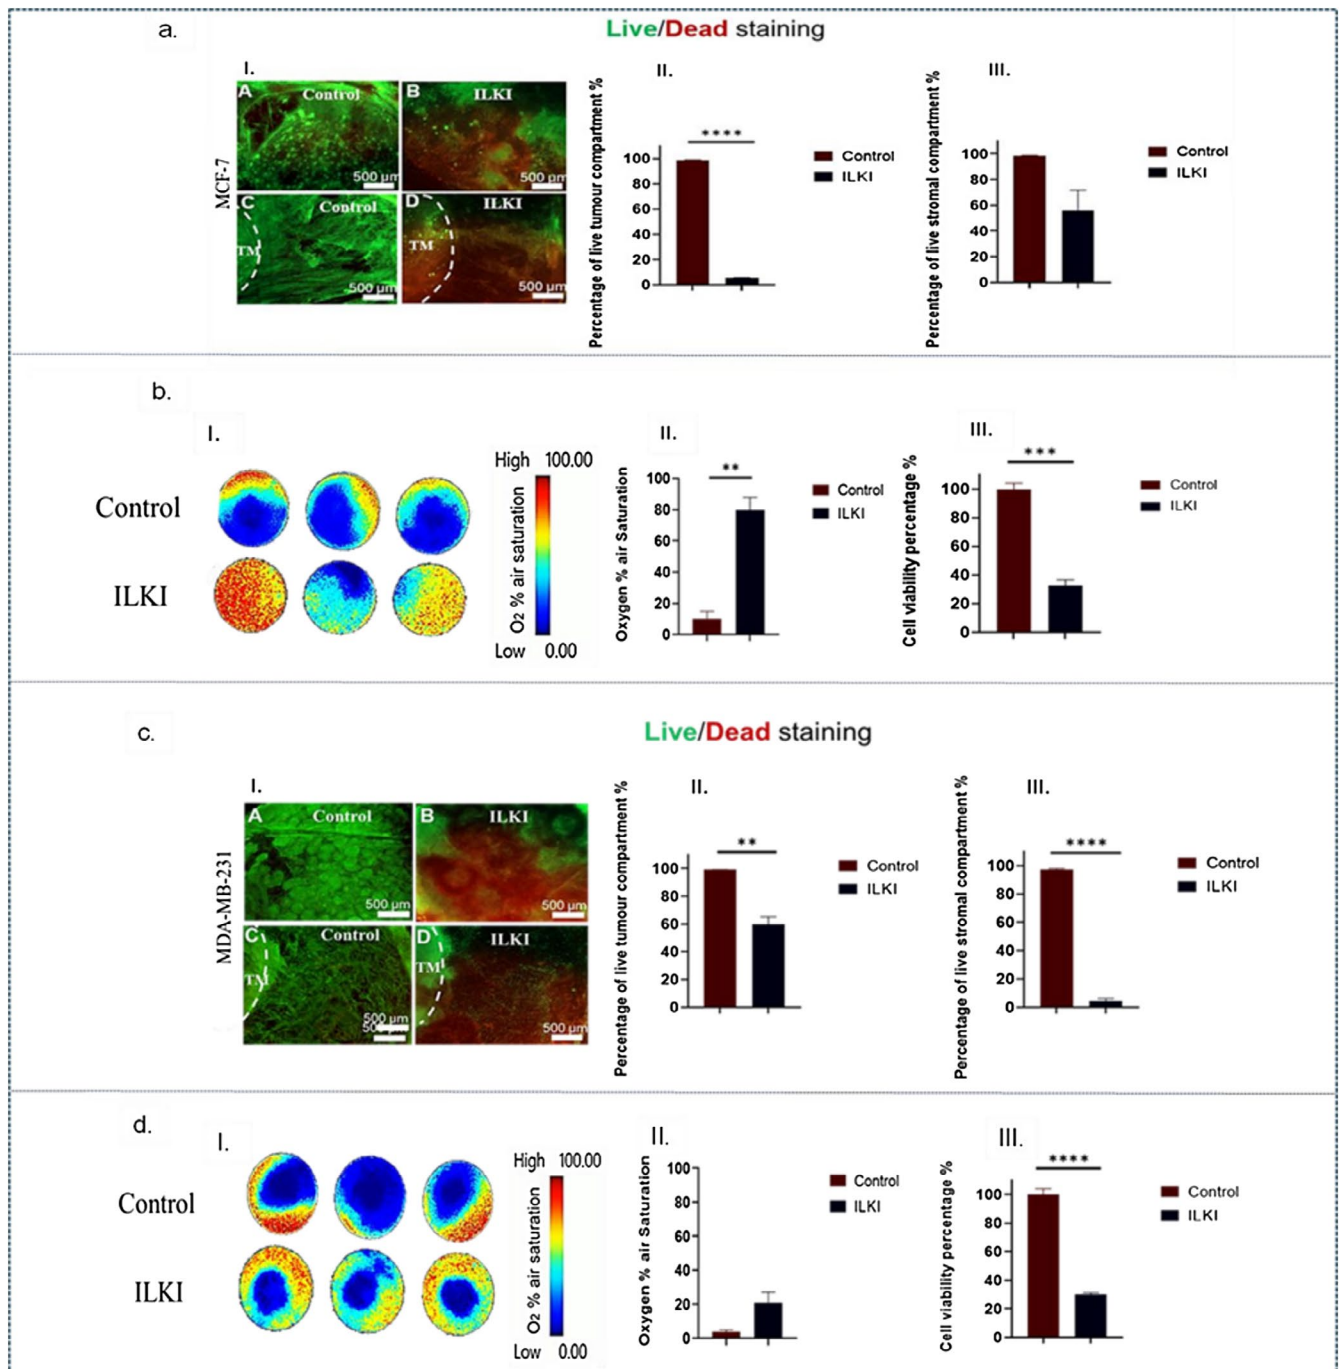 a.
Live/Dead staining
I.
II.
III.
MCF-7
A Control
B ILKI
500 µm
500 µm
C Control
D ILKI
TM
TM
500 µm
500 µm
Percentage of live tumour compartment %
****
100
80
60
40
20
0
Control
ILKI
Percentage of live stromal compartment %
100
80
60
40
20
0
Control
ILKI
b.
I.
II.
III.
Control
ILKI
High 100.00
O2 % air saturation
Low 0.00
Oxygen % air Saturation
**
100
80
60
40
20
0
Control
ILKI
Cell viability percentage %
***
100
80
60
40
20
0
Control
ILKI
c.
Live/Dead staining
I.
II.
III.
MDA-MB-231
A Control
B ILKI
500 µm
500 µm
C Control
D ILKI
TM
TM
500 µm
500 µm
500 µm
Percentage of live tumour compartment %
**
100
80
60
40
20
0
Control
ILKI
Percentage of live stromal compartment %
****
100
80
60
40
20
0
Control
ILKI
d.
I.
II.
III.
Control
ILKI
High 100.00
O2 % air saturation
Low 0.00
Oxygen % air Saturation
100
80
60
40
20
0
Control
ILKI
Cell viability percentage %
****
100
80
60
40
20
0
Control
ILKI